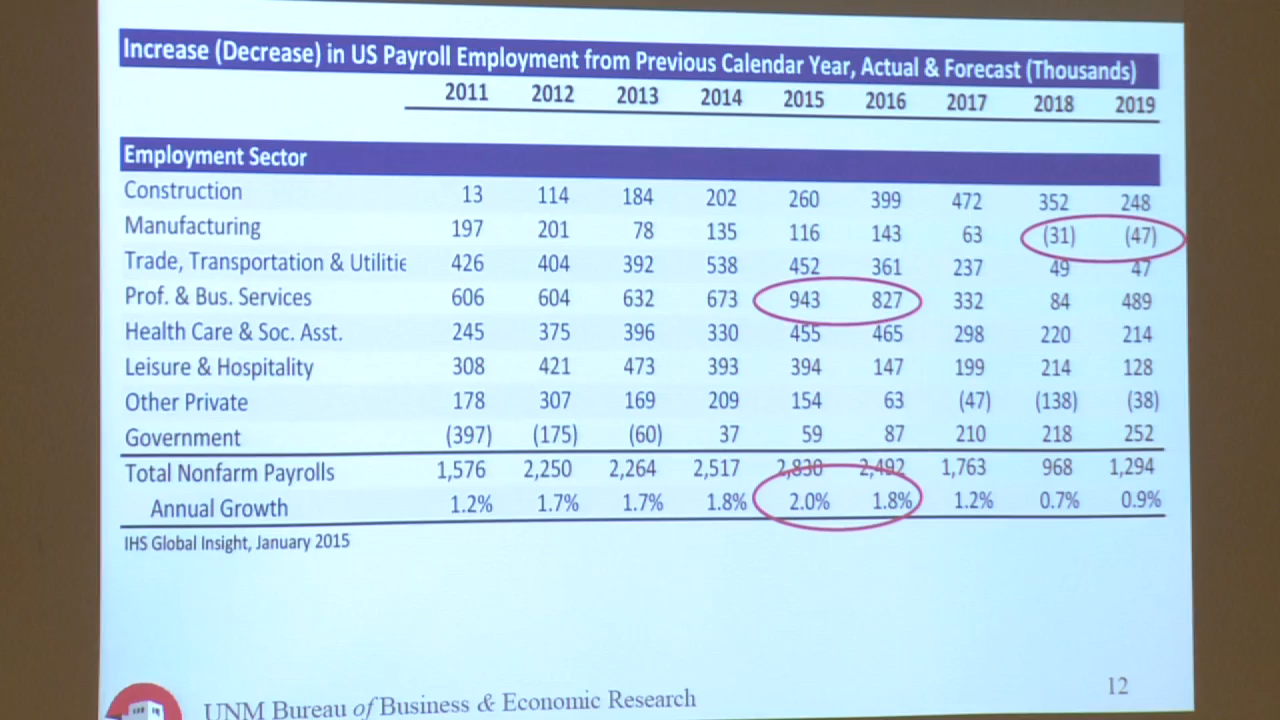 Increase (Decrease) in US Payroll Employment from Previous Calendar Year, Actual & Forecast (Thousands)
2011 2012 2013 2014 2015 2016 2017 2018 2019
Employment Sector
Construction 13 114 184 202 260 399 472 352 248
Manufacturing 197 201 78 135 116 143 63 (31) (47)
Trade, Transportation & Utilitie 426 404 392 538 452 361 237 49 47
Prof. & Bus. Services 606 604 632 673 943 827 332 84 489
Health Care & Soc. Asst. 245 375 396 330 455 465 298 220 214
Leisure & Hospitality 308 421 473 393 394 147 199 214 128
Other Private 178 307 169 209 154 63 (47) (138) (38)
Government (397) (175) (60) 37 59 87 210 218 252
Total Nonfarm Payrolls 1,576 2,250 2,264 2,517 2,830 2,492 1,763 968 1,294
Annual Growth 1.2% 1.7% 1.7% 1.8% 2.0% 1.8% 1.2% 0.7% 0.9%
IHS Global Insight, January 2015
UNM Bureau of Business & Economic Research 12